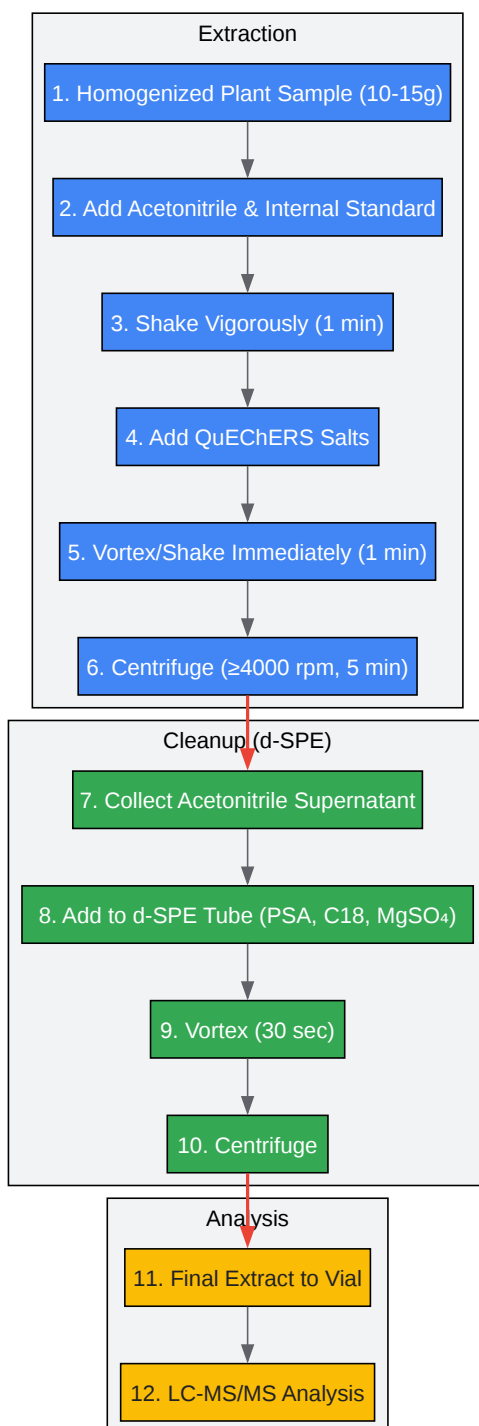 Extraction
1. Homogenized Plant Sample (10-15g)
2. Add Acetonitrile & Internal Standard
3. Shake Vigorously (1 min)
4. Add QuEChERS Salts
5. Vortex/Shake Immediately (1 min)
6. Centrifuge (≥4000 rpm, 5 min)
Cleanup (d-SPE)
7. Collect Acetonitrile Supernatant
8. Add to d-SPE Tube (PSA, C18, MgSO₄)
9. Vortex (30 sec)
10. Centrifuge
Analysis
11. Final Extract to Vial
12. LC-MS/MS Analysis